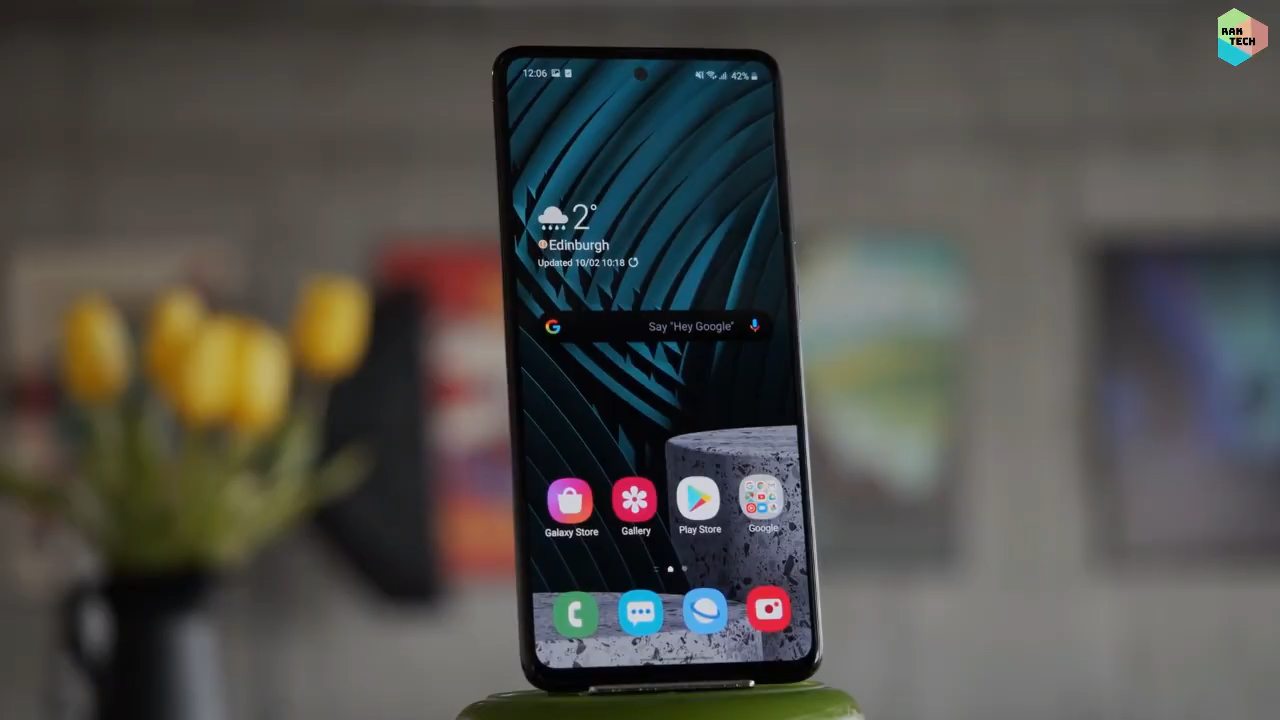 RAK
TECH
12:06
42%
2°
Edinburgh
Updated 10/02 10:18
Say "Hey Google"
Galaxy Store
Gallery
Play Store
Google